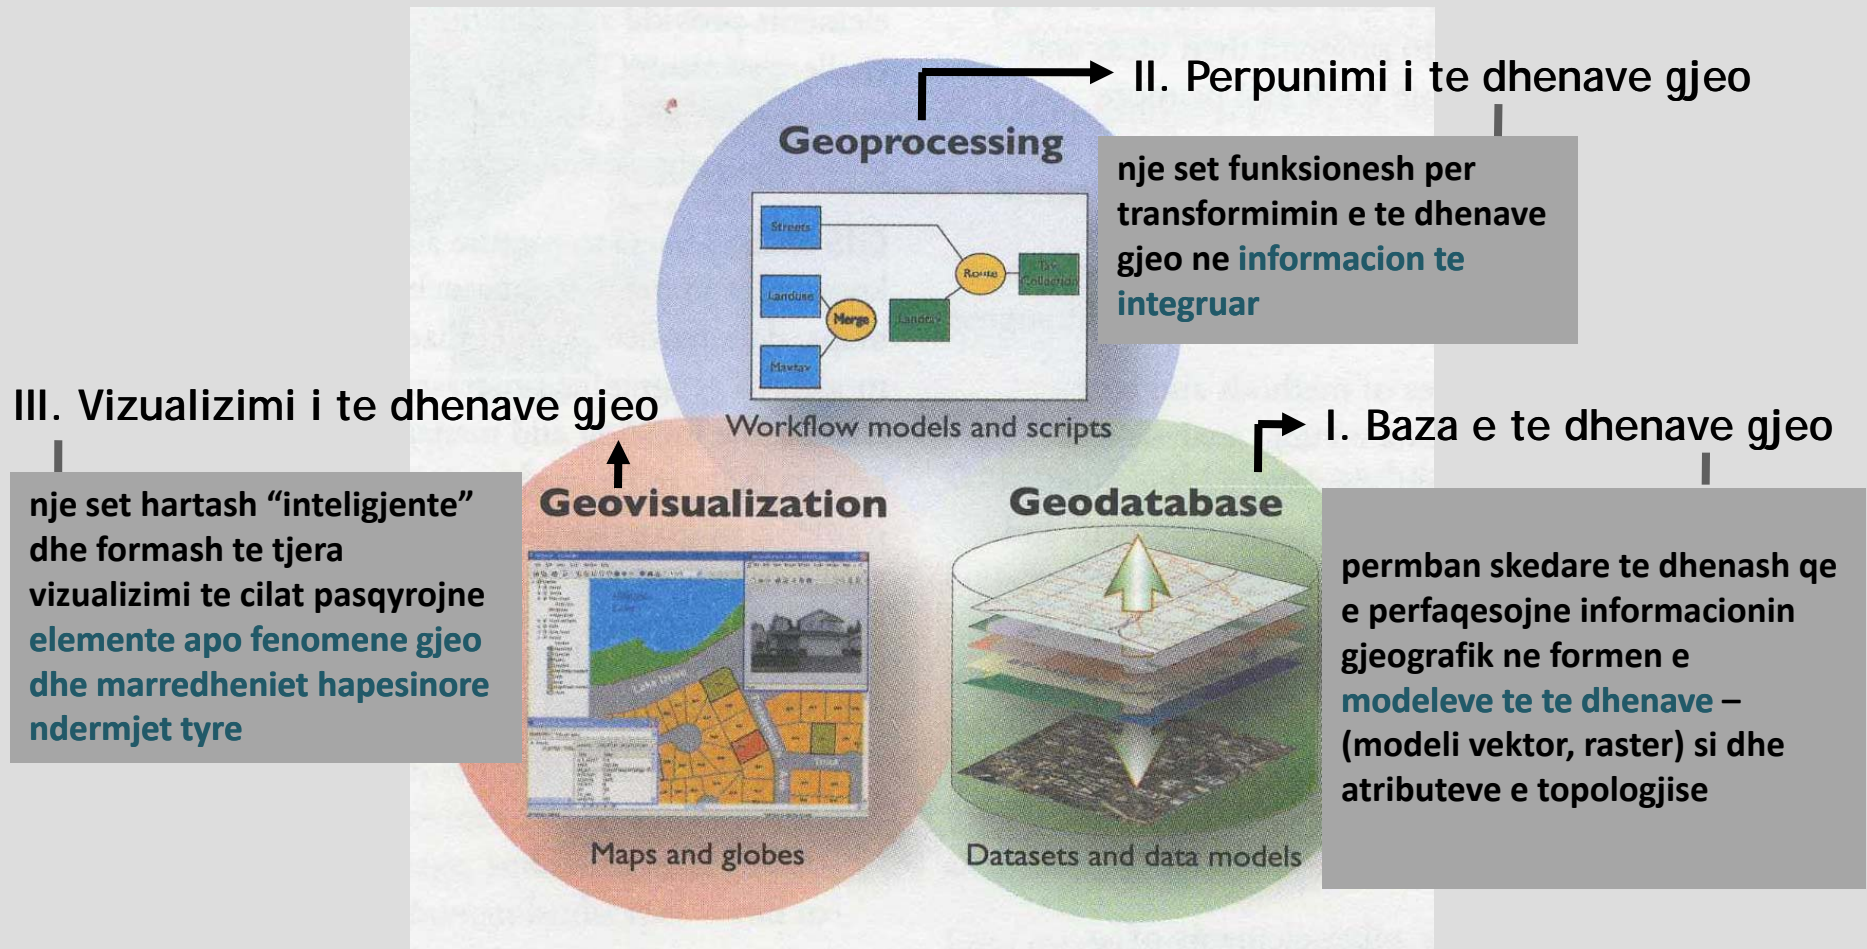 II. Perpunimi i te dhenave gjeo
Geoprocessing
nje set funksionesh per
transformimin e te dhenave
gjeo ne informacion te
integruar
Streets
Landuse
Merge
Route
Collection
Workflow models and scripts
III. Vizualizimi i te dhenave gjeo
nje set hartash “inteligjente”
dhe formash te tjera
vizualizimi te cilat pasqyrojne
elemente apo fenomene gjeo
dhe marredheniet hapesinore
ndermjet tyre
Geovisualization
Lake Drive
Trout
Maps and globes
I. Baza e te dhenave gjeo
Geodatabase
permban skedare te dhenash qe
e perfaqesojne informacionin
gjeografik ne formen e
modeleve te te dhenave –
(modeli vektor, raster) si dhe
atributeve e topologjise
Datasets and data models